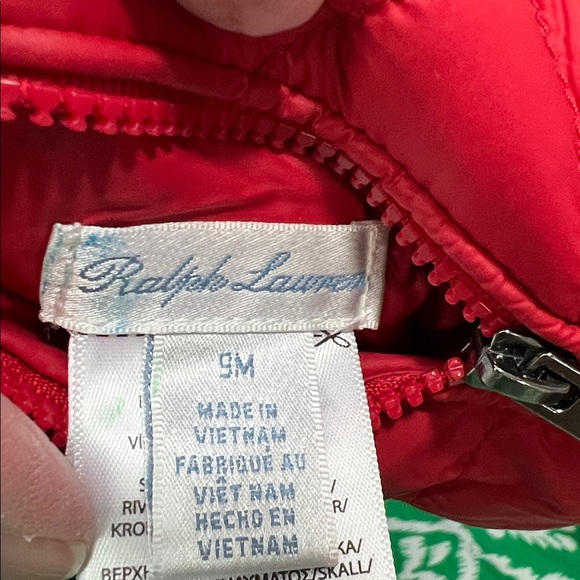 Ralph Lauren
9M
MADE IN
VIETNAM
FABRIQUÉ AU
VIÊT NAM
HECHO EN
VIETNAM